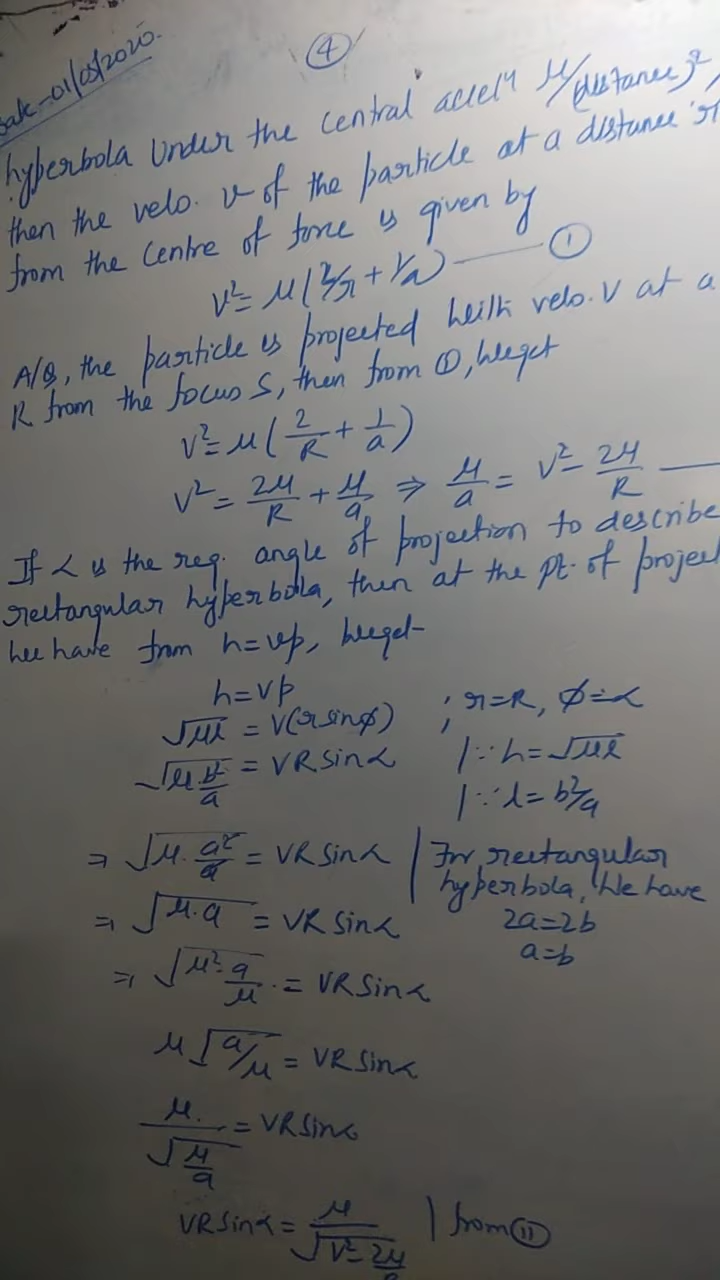 Date-01/05/2020.
④
hyperbola under the central accelⁿ μ/(distance)²,
then the velo. v of the particle at a distance 'r'
from the centre of force is given by
v² = μ(2/r + 1/a) —— ①
A/Q, the particle is projected with velo. V at a
R from the focus S, then from ①, we get
V² = μ(2/R + 1/a)
V² = 2μ/R + μ/a ⇒ μ/a = V² - 2μ/R ——
If α is the req. angle of projection to describe
rectangular hyperbola, then at the pt. of project
we have from h=vp, we get-
h=vp
√μl = V(r sinϕ) ; r=R, ϕ=α
√μ.b²/a = VR sinα |∵ h=√μl
|∵ l=b²/a
⇒ √μ.a²/a = VR sinα | For rectangular
hyperbola, we have
⇒ √μ.a = VR sinα 2a=2b
a=b
⇒ √μ².a/μ = VR sinα
μ√a/μ = VR sinα
μ/√μ/a = VR sinα
VR sinα = μ/√V²-2μ/R | from ⑪